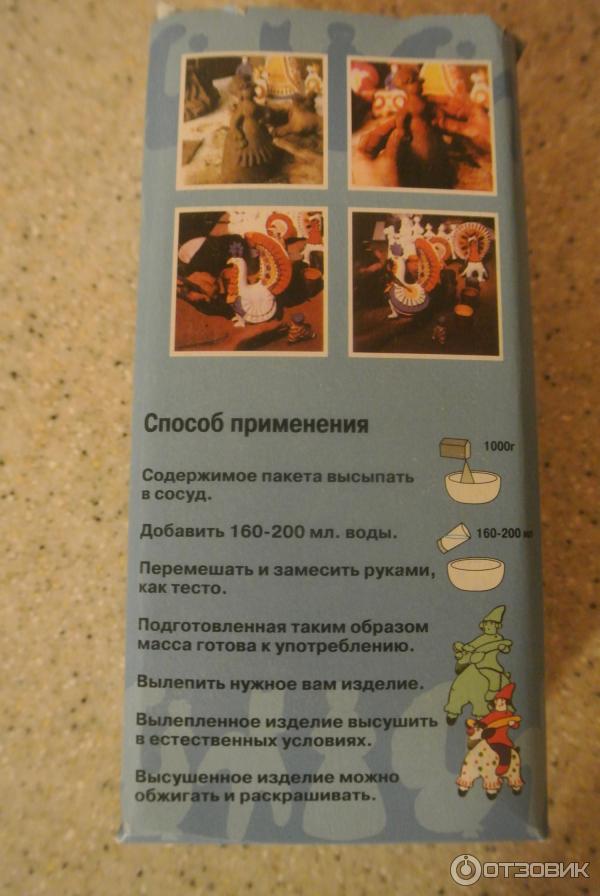 Способ применения
1000г
Содержимое пакета высыпать
в сосуд.
Добавить 160-200 мл. воды.
160-200 мл
Перемешать и замесить руками,
как тесто.
Подготовленная таким образом
масса готова к употреблению.
Вылепить нужное вам изделие.
Вылепленное изделие высушить
в естественных условиях.
Высушенное изделие можно
обжигать и раскрашивать.
ОТЗОВИК